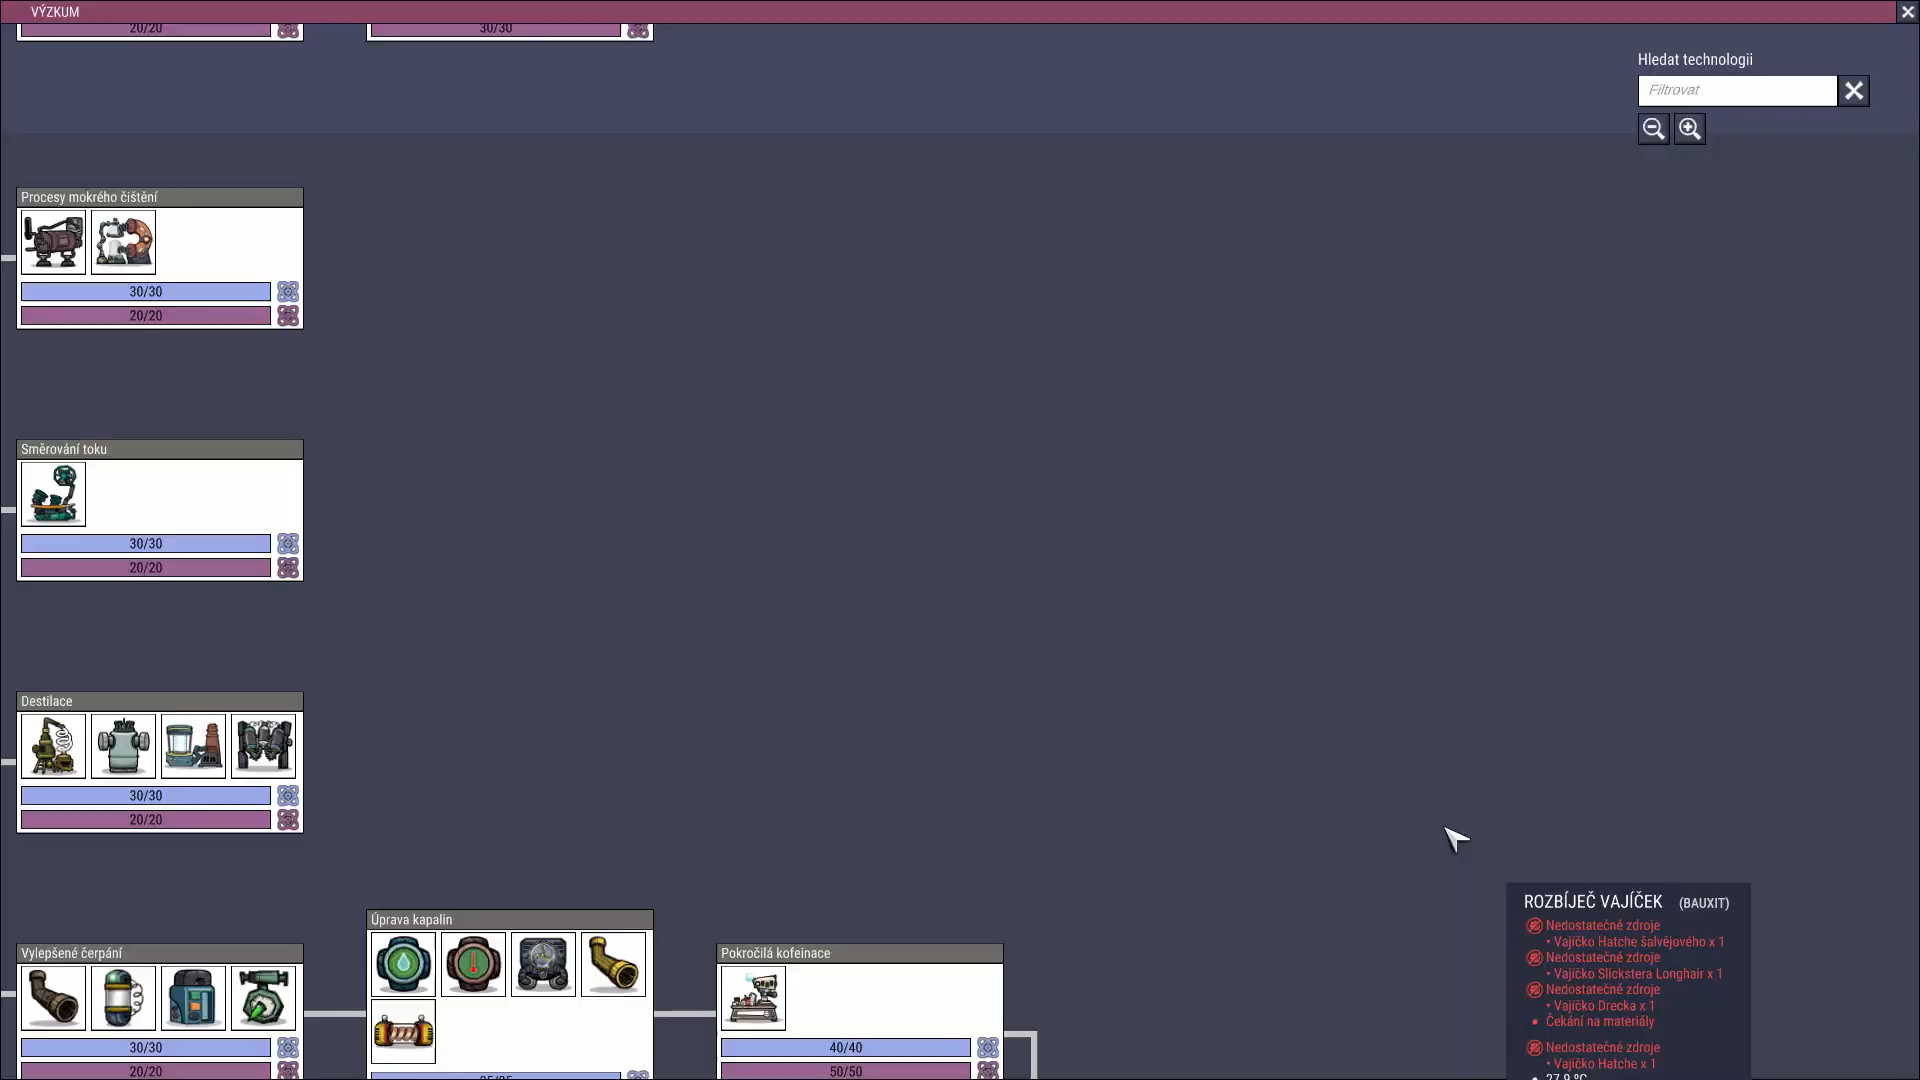 VÝZKUM
20/20
30/30
Hledat technologii
Filtrovat
Procesy mokrého čištění
30/30
20/20
Směrování toku
30/30
20/20
Destilace
30/30
20/20
Úprava kapalin
Vylepšené čerpání
30/30
20/20
Pokročilá kofeinace
40/40
50/50
ROZBÍJEČ VAJÍČEK (BAUXIT)
Nedostatečné zdroje
• Vajíčko Hatche šalvějového x 1
Nedostatečné zdroje
• Vajíčko Slickstera Longhair x 1
Nedostatečné zdroje
• Vajíčko Drecka x 1
• Čekání na materiály
Nedostatečné zdroje
• Vajíčko Hatche x 1
• 27.9 °C